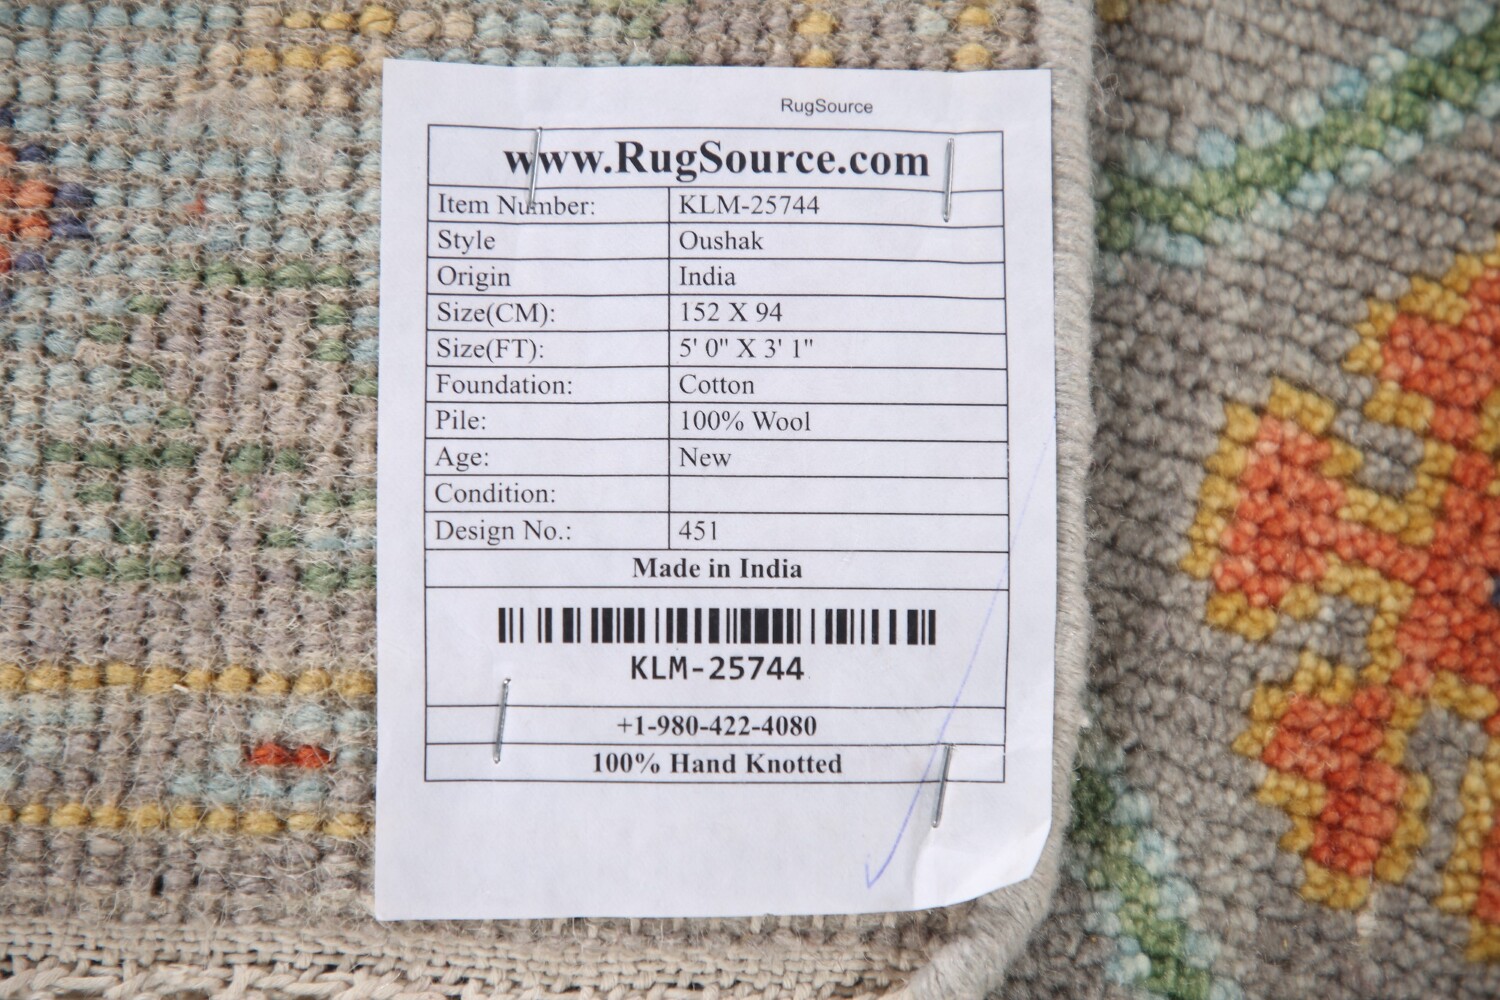 RugSource
www.RugSource.com
Item Number: KLM-25744
Style Oushak
Origin India
Size(CM): 152 X 94
Size(FT): 5' 0" X 3' 1"
Foundation: Cotton
Pile: 100% Wool
Age: New
Condition:
Design No.: 451
Made in India
KLM-25744
+1-980-422-4080
100% Hand Knotted